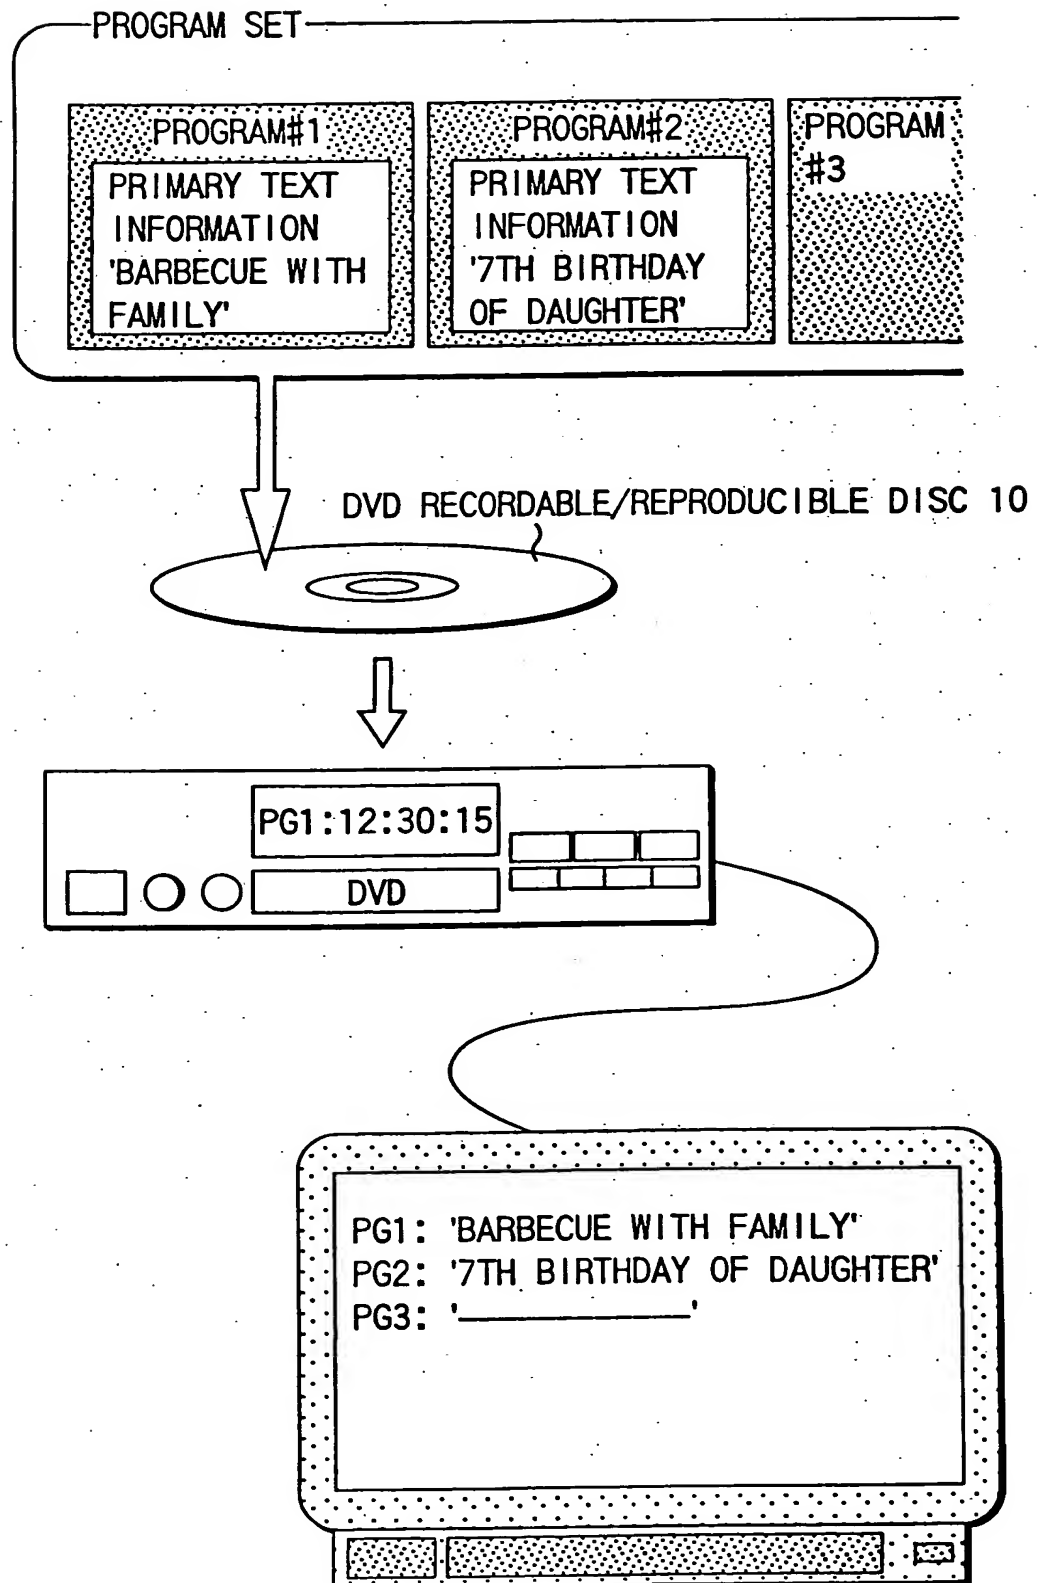 PROGRAM SET
PROGRAM#1
PRIMARY TEXT
INFORMATION
'BARBECUE WITH
FAMILY'
PROGRAM#2
PRIMARY TEXT
INFORMATION
'7TH BIRTHDAY
OF DAUGHTER'
PROGRAM
#3
DVD RECORDABLE/REPRODUCIBLE DISC 10
PG1:12:30:15
DVD
PG1: 'BARBECUE WITH FAMILY'
PG2: '7TH BIRTHDAY OF DAUGHTER'
PG3: '————'